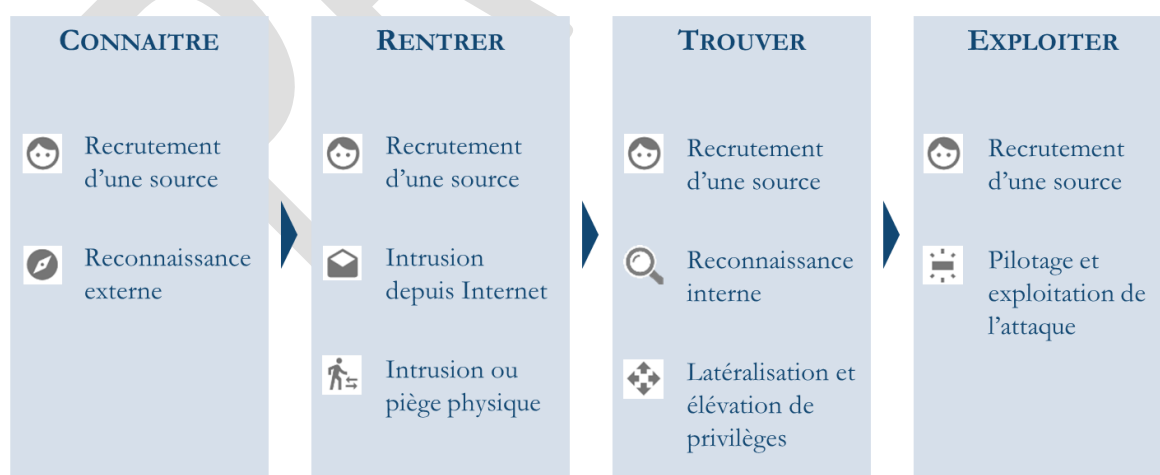 CONNAITRE
Recrutement
d’une source
Reconnaissance
externe
RENTRER
Recrutement
d’une source
Intrusion
depuis Internet
Intrusion ou
piège physique
TROUVER
Recrutement
d’une source
Reconnaissance
interne
Latéralisation et
élévation de
privilèges
EXPLOITER
Recrutement
d’une source
Pilotage et
exploitation de
l’attaque